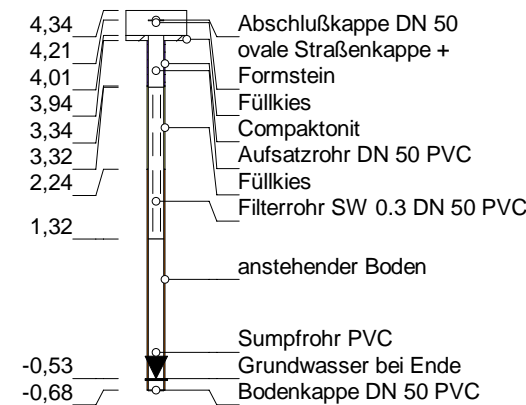 4,34
4,21
4,01
3,94
3,34
3,32
2,24
1,32
-0,53
-0,68
Abschlußkappe DN 50
ovale Straßenkappe +
Formstein
Füllkies
Compaktonit
Aufsatzrohr DN 50 PVC
Füllkies
Filterrohr SW 0.3 DN 50 PVC
anstehender Boden
Sumpfrohr PVC
Grundwasser bei Ende
Bodenkappe DN 50 PVC